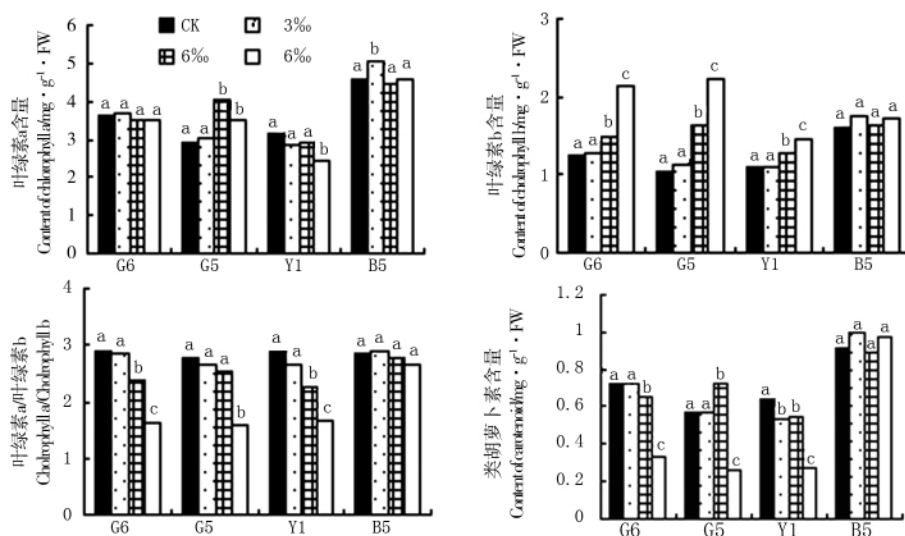 CK 3‰
6‰ 6‰
叶绿素a含量
Content of chlotrophyll a/mg·g⁻¹·FW
6
5
4
3
2
1
0
a a a a
a a b b
a a a b
a b a a
G6 G5 Y1 B5
叶绿素b含量
Content of chlotrophyll b/mg·g⁻¹·FW
3
2
1
0
a a b c
a a b c
a a b c
a a a a
G6 G5 Y1 B5
叶绿素a/叶绿素b
Chlotrophyll a/Chlotrophyll b
4
3
2
1
0
a a b c
a a a b
a a b c
a a a a
G6 G5 Y1 B5
类胡萝卜素含量
Content of carotenoid/mg·g⁻¹·FW
1.2
1
0.8
0.6
0.4
0.2
0
a a b c
a a b c
a b b c
a a a a
G6 G5 Y1 B5